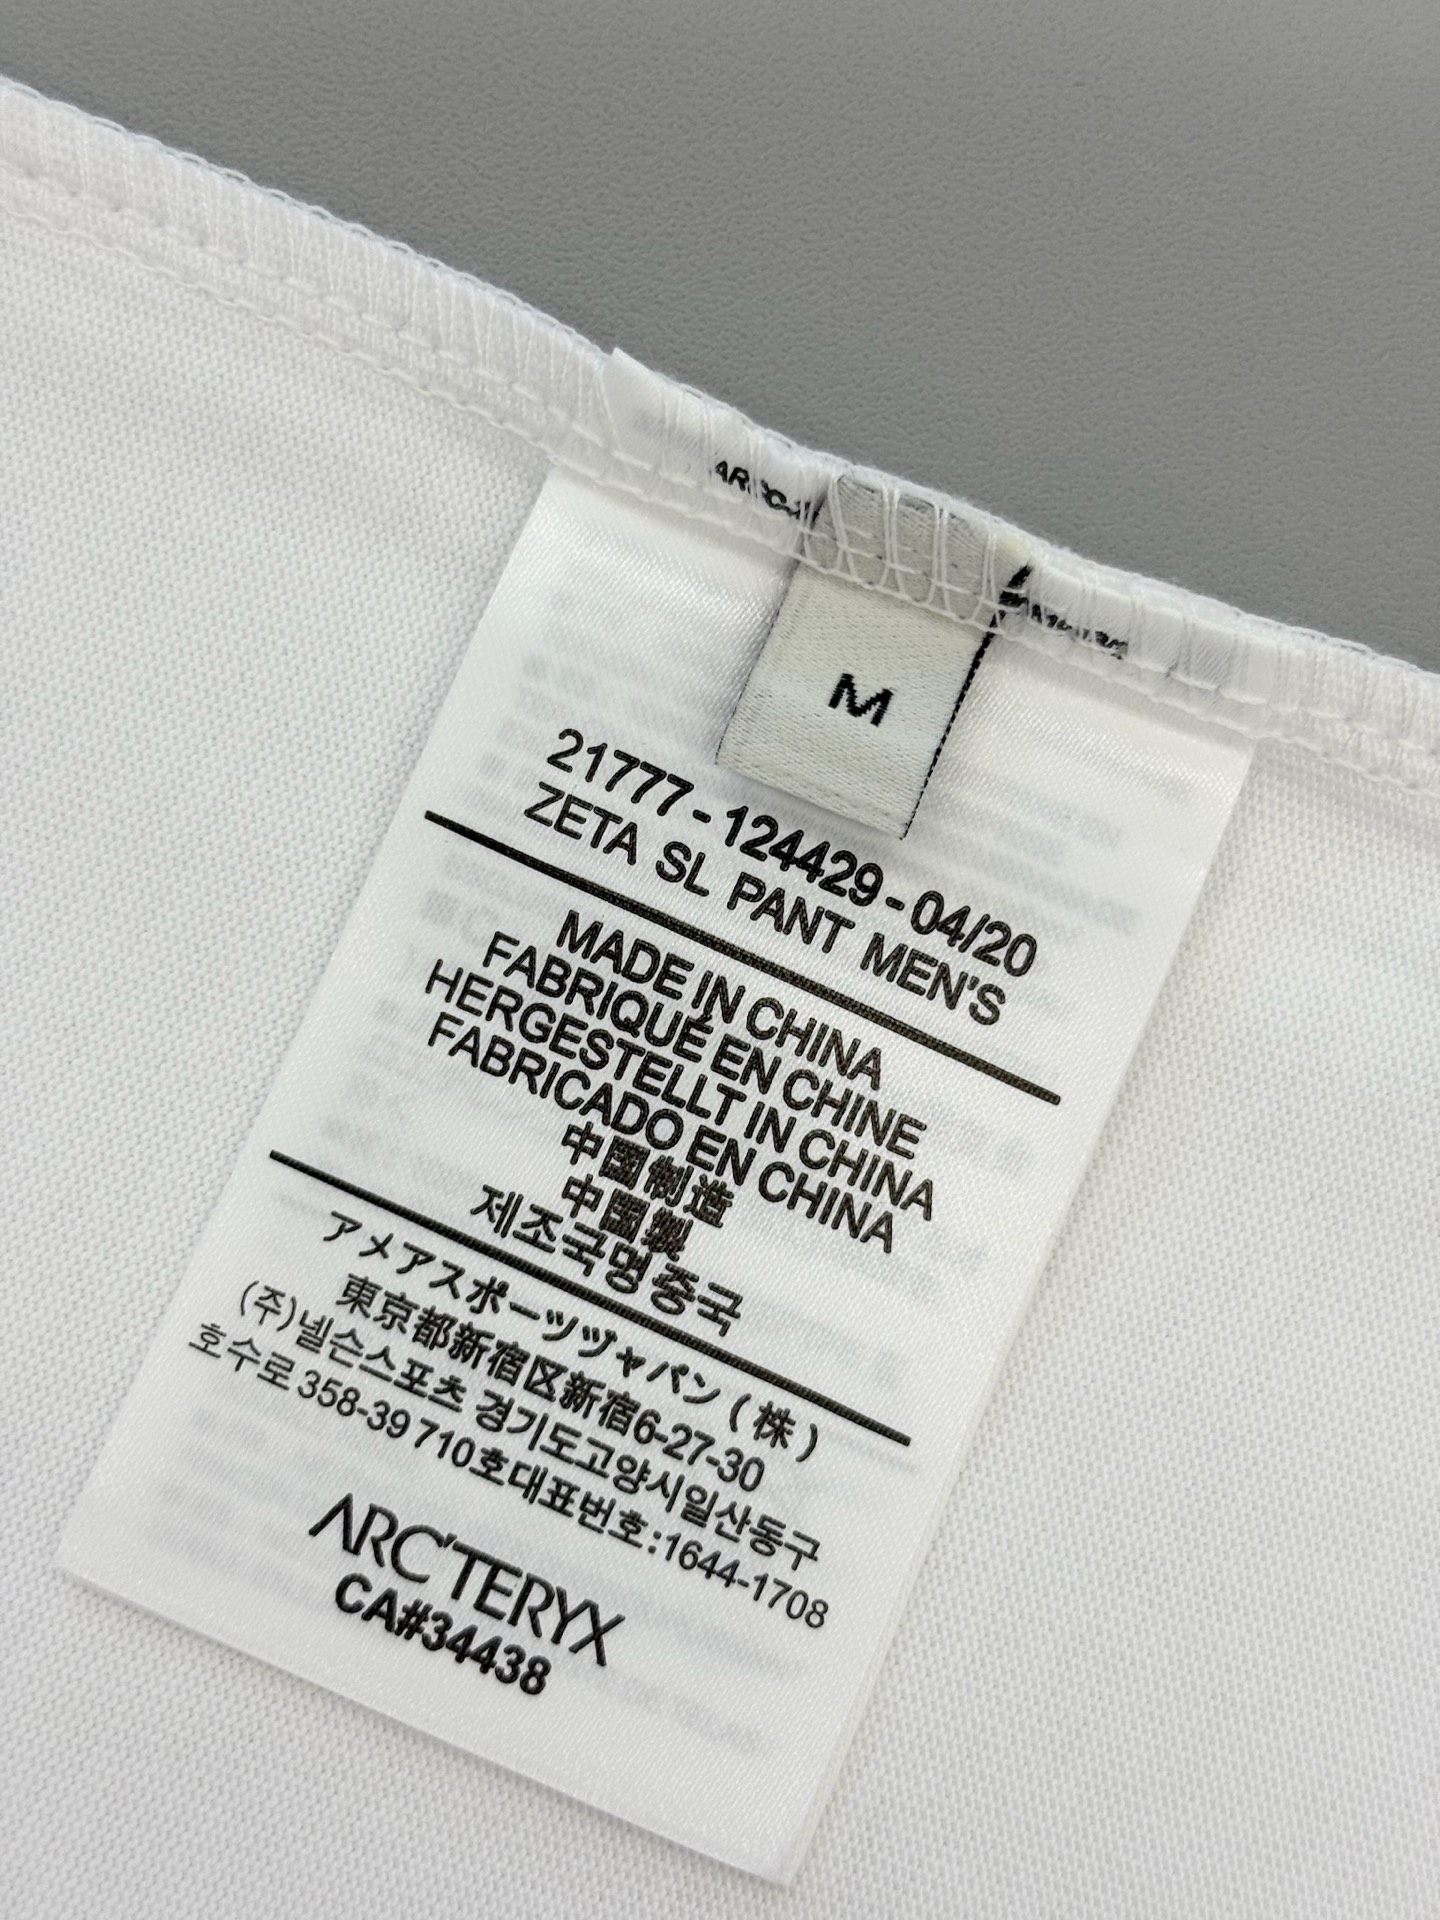 M
21777-124429-04/20
ZETA SL PANT MEN'S
MADE IN CHINA
FABRIQUÉ EN CHINE
HERGESTELLT IN CHINA
FABRICADO EN CHINA
中國制造
中國製
제조국명중국
アメアスポーツヅャパン(株)
東京都新宿区新宿6-27-30
(주)넬슨스포츠 경기도고양시일산동구
호수로358-39 710호대표번호:1644-1708
ARC'TERYX
CA#34438